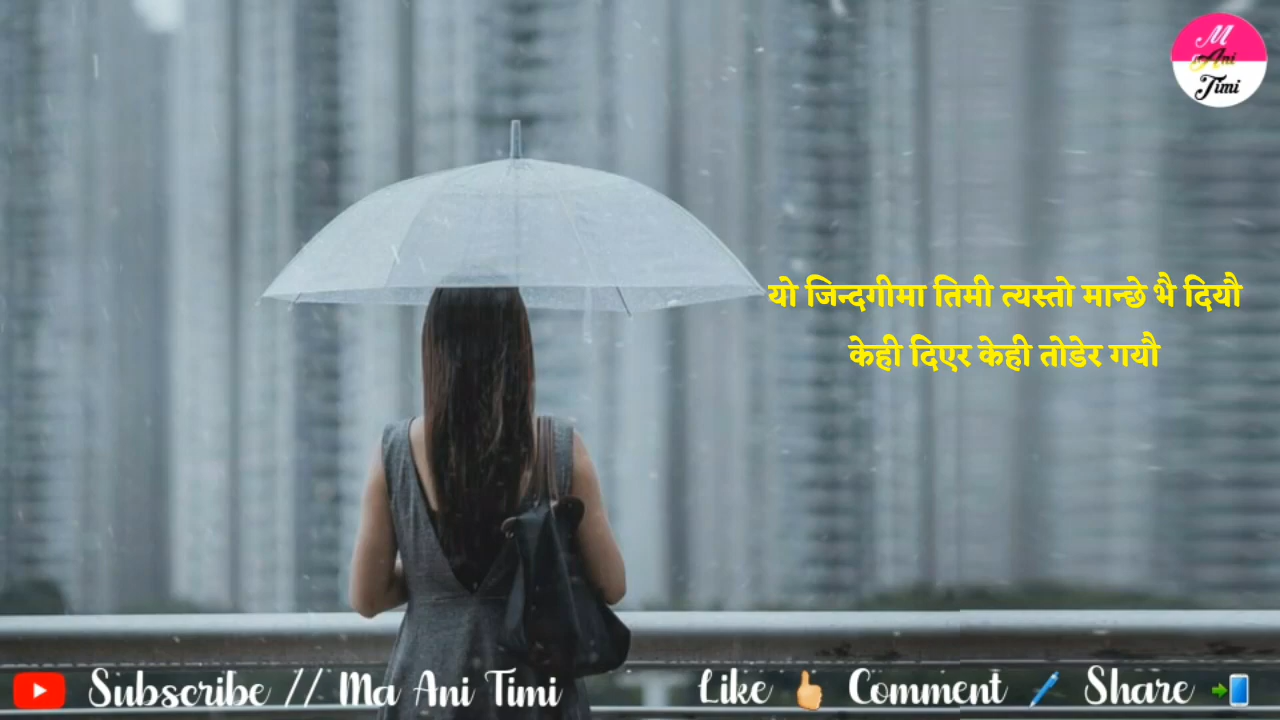 M
Ani
Timi
यो जिन्दगीमा तिमी त्यस्तो मान्छे भै दियौ
केही दिएर केही तोडेर गयौ
Subscribe // Ma Ani Timi Like Comment Share